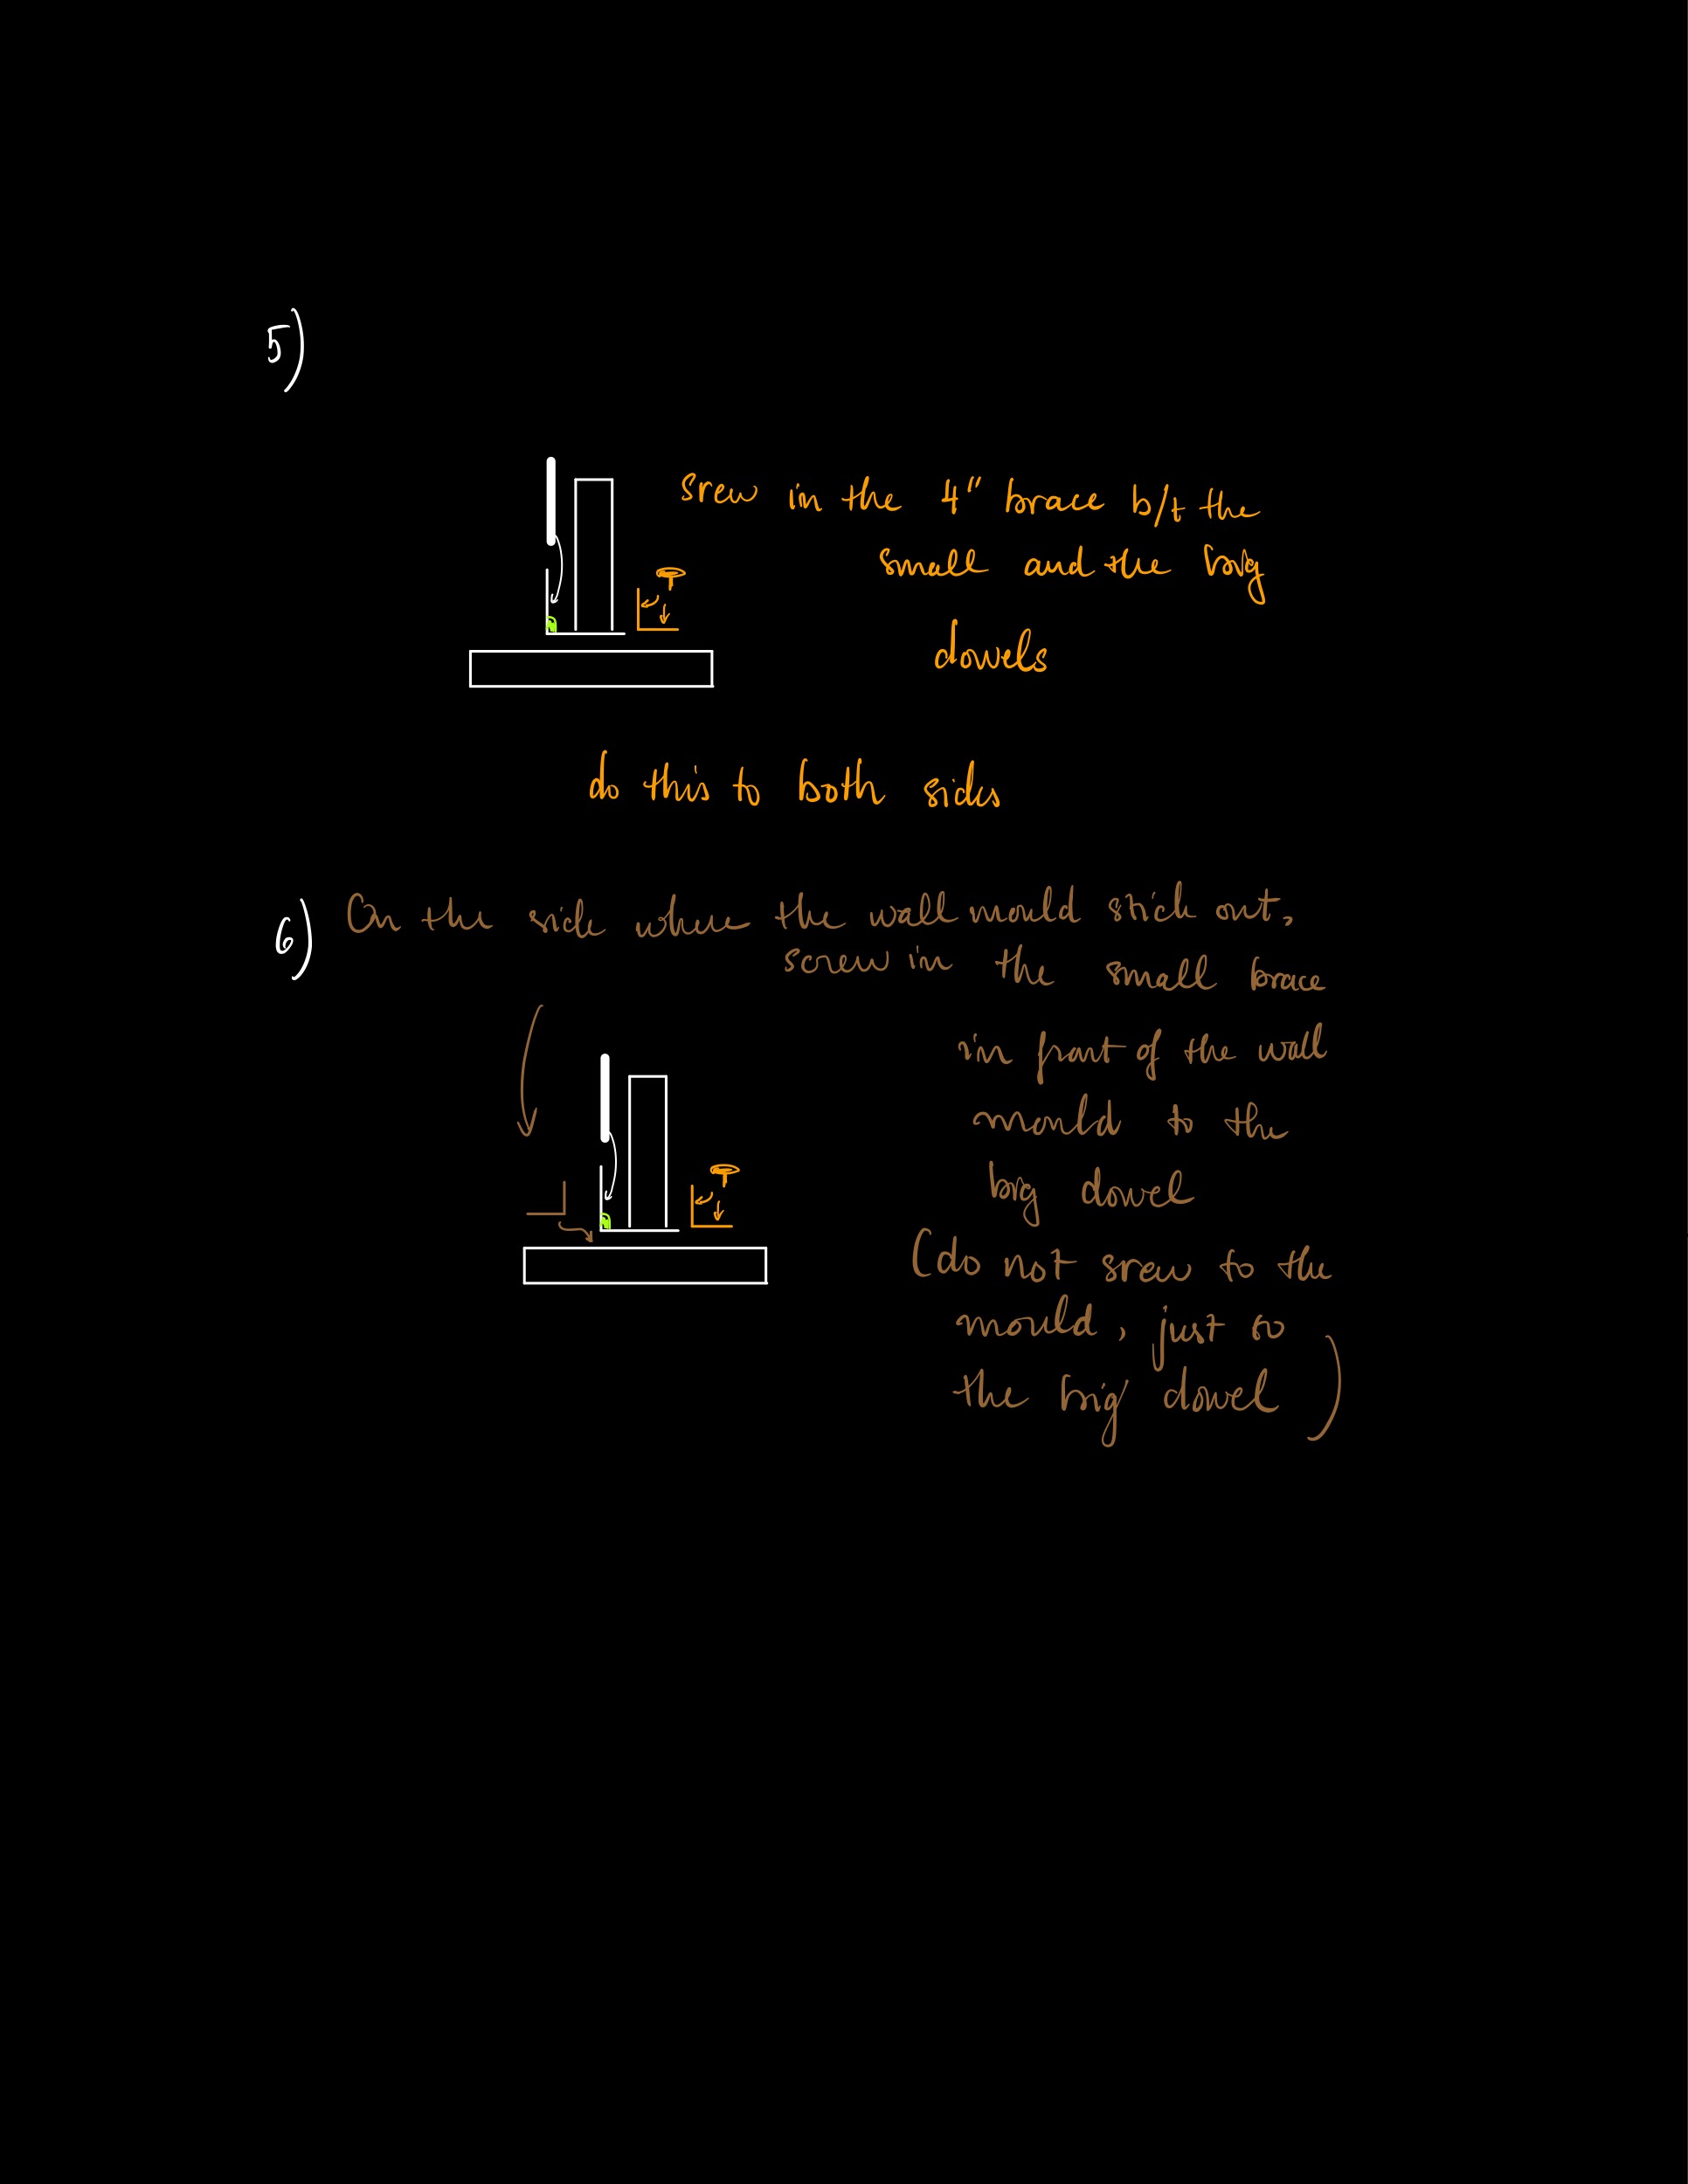 5)
srew in the 4" brace b/t the
small and the big
dowels
do this to both sides
6) On the side where the wall mould stick out,
screw in the small brace
in front of the wall
mould to the
big dowel
(do not srew to the
mould, just to
the big dowel)